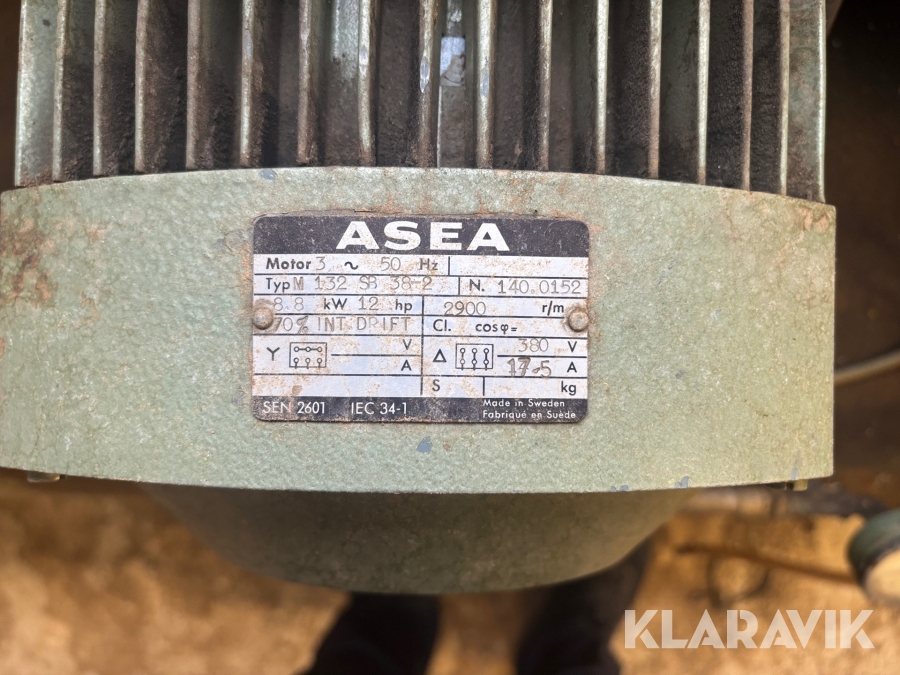 ASEA
Motor 3 ~ 50 Hz
Typ M 132 SB 38-2 N. 140 0152
8.8 kW 12 hp 2900 r/m
70% INT.DRIFT Cl. cosφ=
Y V A Δ 380 V 17.5 A
S kg
SEN 2601 IEC 34-1 Made in Sweden
Fabriqué en Suède
KLARAVIK